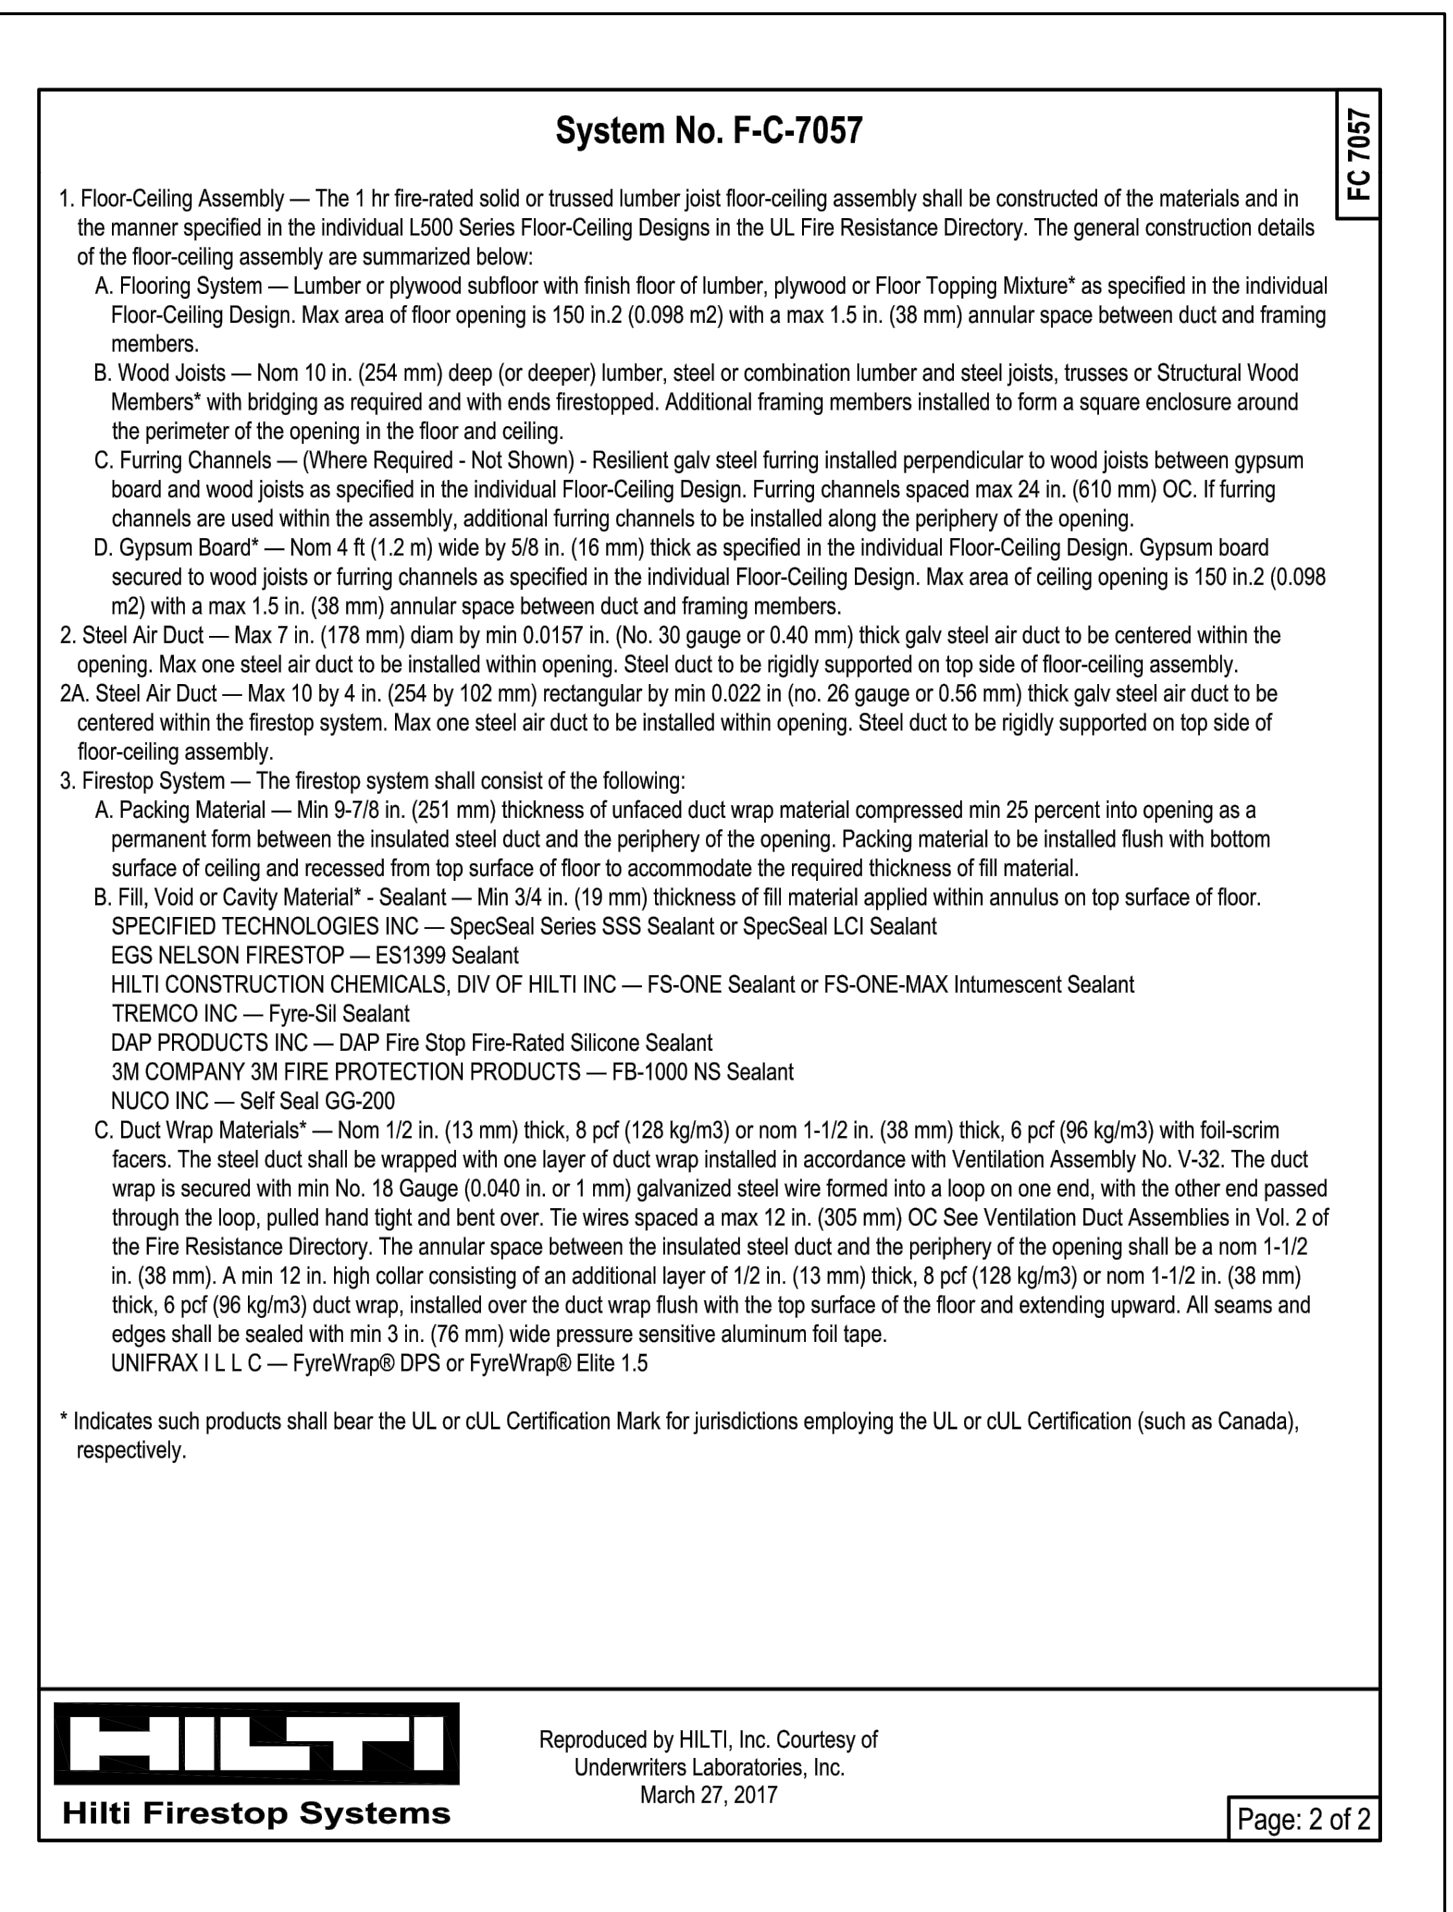 System No. F-C-7057
FC 7057
1. Floor-Ceiling Assembly — The 1 hr fire-rated solid or trussed lumber joist floor-ceiling assembly shall be constructed of the materials and in
the manner specified in the individual L500 Series Floor-Ceiling Designs in the UL Fire Resistance Directory. The general construction details
of the floor-ceiling assembly are summarized below:
A. Flooring System — Lumber or plywood subfloor with finish floor of lumber, plywood or Floor Topping Mixture* as specified in the individual
Floor-Ceiling Design. Max area of floor opening is 150 in.2 (0.098 m2) with a max 1.5 in. (38 mm) annular space between duct and framing
members.
B. Wood Joists — Nom 10 in. (254 mm) deep (or deeper) lumber, steel or combination lumber and steel joists, trusses or Structural Wood
Members* with bridging as required and with ends firestopped. Additional framing members installed to form a square enclosure around
the perimeter of the opening in the floor and ceiling.
C. Furring Channels — (Where Required - Not Shown) - Resilient galv steel furring installed perpendicular to wood joists between gypsum
board and wood joists as specified in the individual Floor-Ceiling Design. Furring channels spaced max 24 in. (610 mm) OC. If furring
channels are used within the assembly, additional furring channels to be installed along the periphery of the opening.
D. Gypsum Board* — Nom 4 ft (1.2 m) wide by 5/8 in. (16 mm) thick as specified in the individual Floor-Ceiling Design. Gypsum board
secured to wood joists or furring channels as specified in the individual Floor-Ceiling Design. Max area of ceiling opening is 150 in.2 (0.098
m2) with a max 1.5 in. (38 mm) annular space between duct and framing members.
2. Steel Air Duct — Max 7 in. (178 mm) diam by min 0.0157 in. (No. 30 gauge or 0.40 mm) thick galv steel air duct to be centered within the
opening. Max one steel air duct to be installed within opening. Steel duct to be rigidly supported on top side of floor-ceiling assembly.
2A. Steel Air Duct — Max 10 by 4 in. (254 by 102 mm) rectangular by min 0.022 in (no. 26 gauge or 0.56 mm) thick galv steel air duct to be
centered within the firestop system. Max one steel air duct to be installed within opening. Steel duct to be rigidly supported on top side of
floor-ceiling assembly.
3. Firestop System — The firestop system shall consist of the following:
A. Packing Material — Min 9-7/8 in. (251 mm) thickness of unfaced duct wrap material compressed min 25 percent into opening as a
permanent form between the insulated steel duct and the periphery of the opening. Packing material to be installed flush with bottom
surface of ceiling and recessed from top surface of floor to accommodate the required thickness of fill material.
B. Fill, Void or Cavity Material* - Sealant — Min 3/4 in. (19 mm) thickness of fill material applied within annulus on top surface of floor.
SPECIFIED TECHNOLOGIES INC — SpecSeal Series SSS Sealant or SpecSeal LCI Sealant
EGS NELSON FIRESTOP — ES1399 Sealant
HILTI CONSTRUCTION CHEMICALS, DIV OF HILTI INC — FS-ONE Sealant or FS-ONE-MAX Intumescent Sealant
TREMCO INC — Fyre-Sil Sealant
DAP PRODUCTS INC — DAP Fire Stop Fire-Rated Silicone Sealant
3M COMPANY 3M FIRE PROTECTION PRODUCTS — FB-1000 NS Sealant
NUCO INC — Self Seal GG-200
C. Duct Wrap Materials* — Nom 1/2 in. (13 mm) thick, 8 pcf (128 kg/m3) or nom 1-1/2 in. (38 mm) thick, 6 pcf (96 kg/m3) with foil-scrim
facers. The steel duct shall be wrapped with one layer of duct wrap installed in accordance with Ventilation Assembly No. V-32. The duct
wrap is secured with min No. 18 Gauge (0.040 in. or 1 mm) galvanized steel wire formed into a loop on one end, with the other end passed
through the loop, pulled hand tight and bent over. Tie wires spaced a max 12 in. (305 mm) OC See Ventilation Duct Assemblies in Vol. 2 of
the Fire Resistance Directory. The annular space between the insulated steel duct and the periphery of the opening shall be a nom 1-1/2
in. (38 mm). A min 12 in. high collar consisting of an additional layer of 1/2 in. (13 mm) thick, 8 pcf (128 kg/m3) or nom 1-1/2 in. (38 mm)
thick, 6 pcf (96 kg/m3) duct wrap, installed over the duct wrap flush with the top surface of the floor and extending upward. All seams and
edges shall be sealed with min 3 in. (76 mm) wide pressure sensitive aluminum foil tape.
UNIFRAX I L L C — FyreWrap® DPS or FyreWrap® Elite 1.5
* Indicates such products shall bear the UL or cUL Certification Mark for jurisdictions employing the UL or cUL Certification (such as Canada),
respectively.
HILTI
Hilti Firestop Systems
Reproduced by HILTI, Inc. Courtesy of
Underwriters Laboratories, Inc.
March 27, 2017
Page: 2 of 2